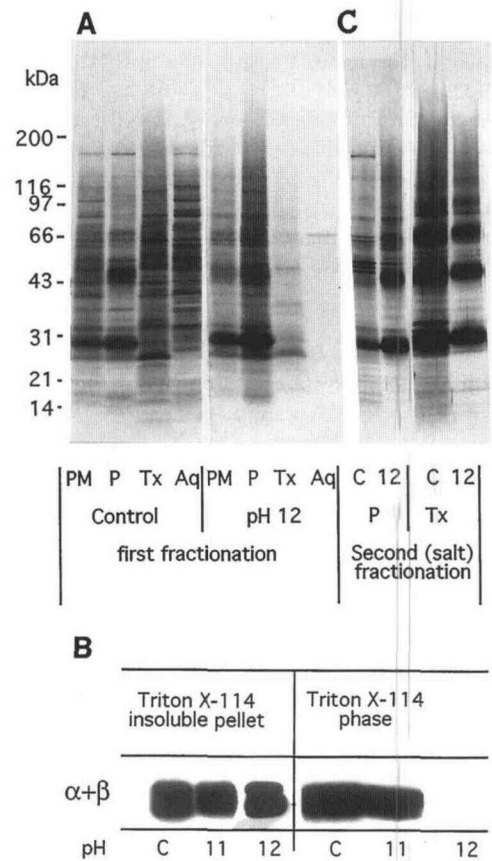 A
C
kDa
200
116
97
66
43
31
21
14
PM P Tx Aq PM P Tx Aq C 12 C 12
Control pH 12 P Tx
first fractionation Second (salt) fractionation
B
Triton X-114 insoluble pellet Triton X-114 phase
α+β
pH C 11 12 C 11 12